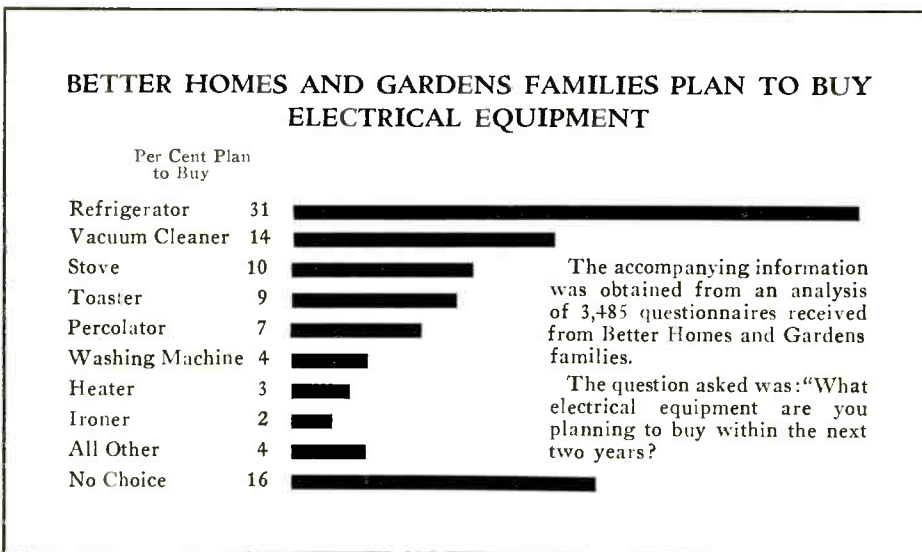 BETTER HOMES AND GARDENS FAMILIES PLAN TO BUY
ELECTRICAL EQUIPMENT
Per Cent Plan
to Buy
Refrigerator 31
Vacuum Cleaner 14
Stove 10
Toaster 9
Percolator 7
Washing Machine 4
Heater 3
Ironer 2
All Other 4
No Choice 16
The accompanying information
was obtained from an analysis
of 3,485 questionnaires received
from Better Homes and Gardens
families.
The question asked was:“What
electrical equipment are you
planning to buy within the next
two years?